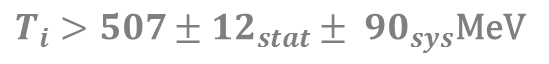 T_i > 507 ± 12_stat ± 90_sys MeV